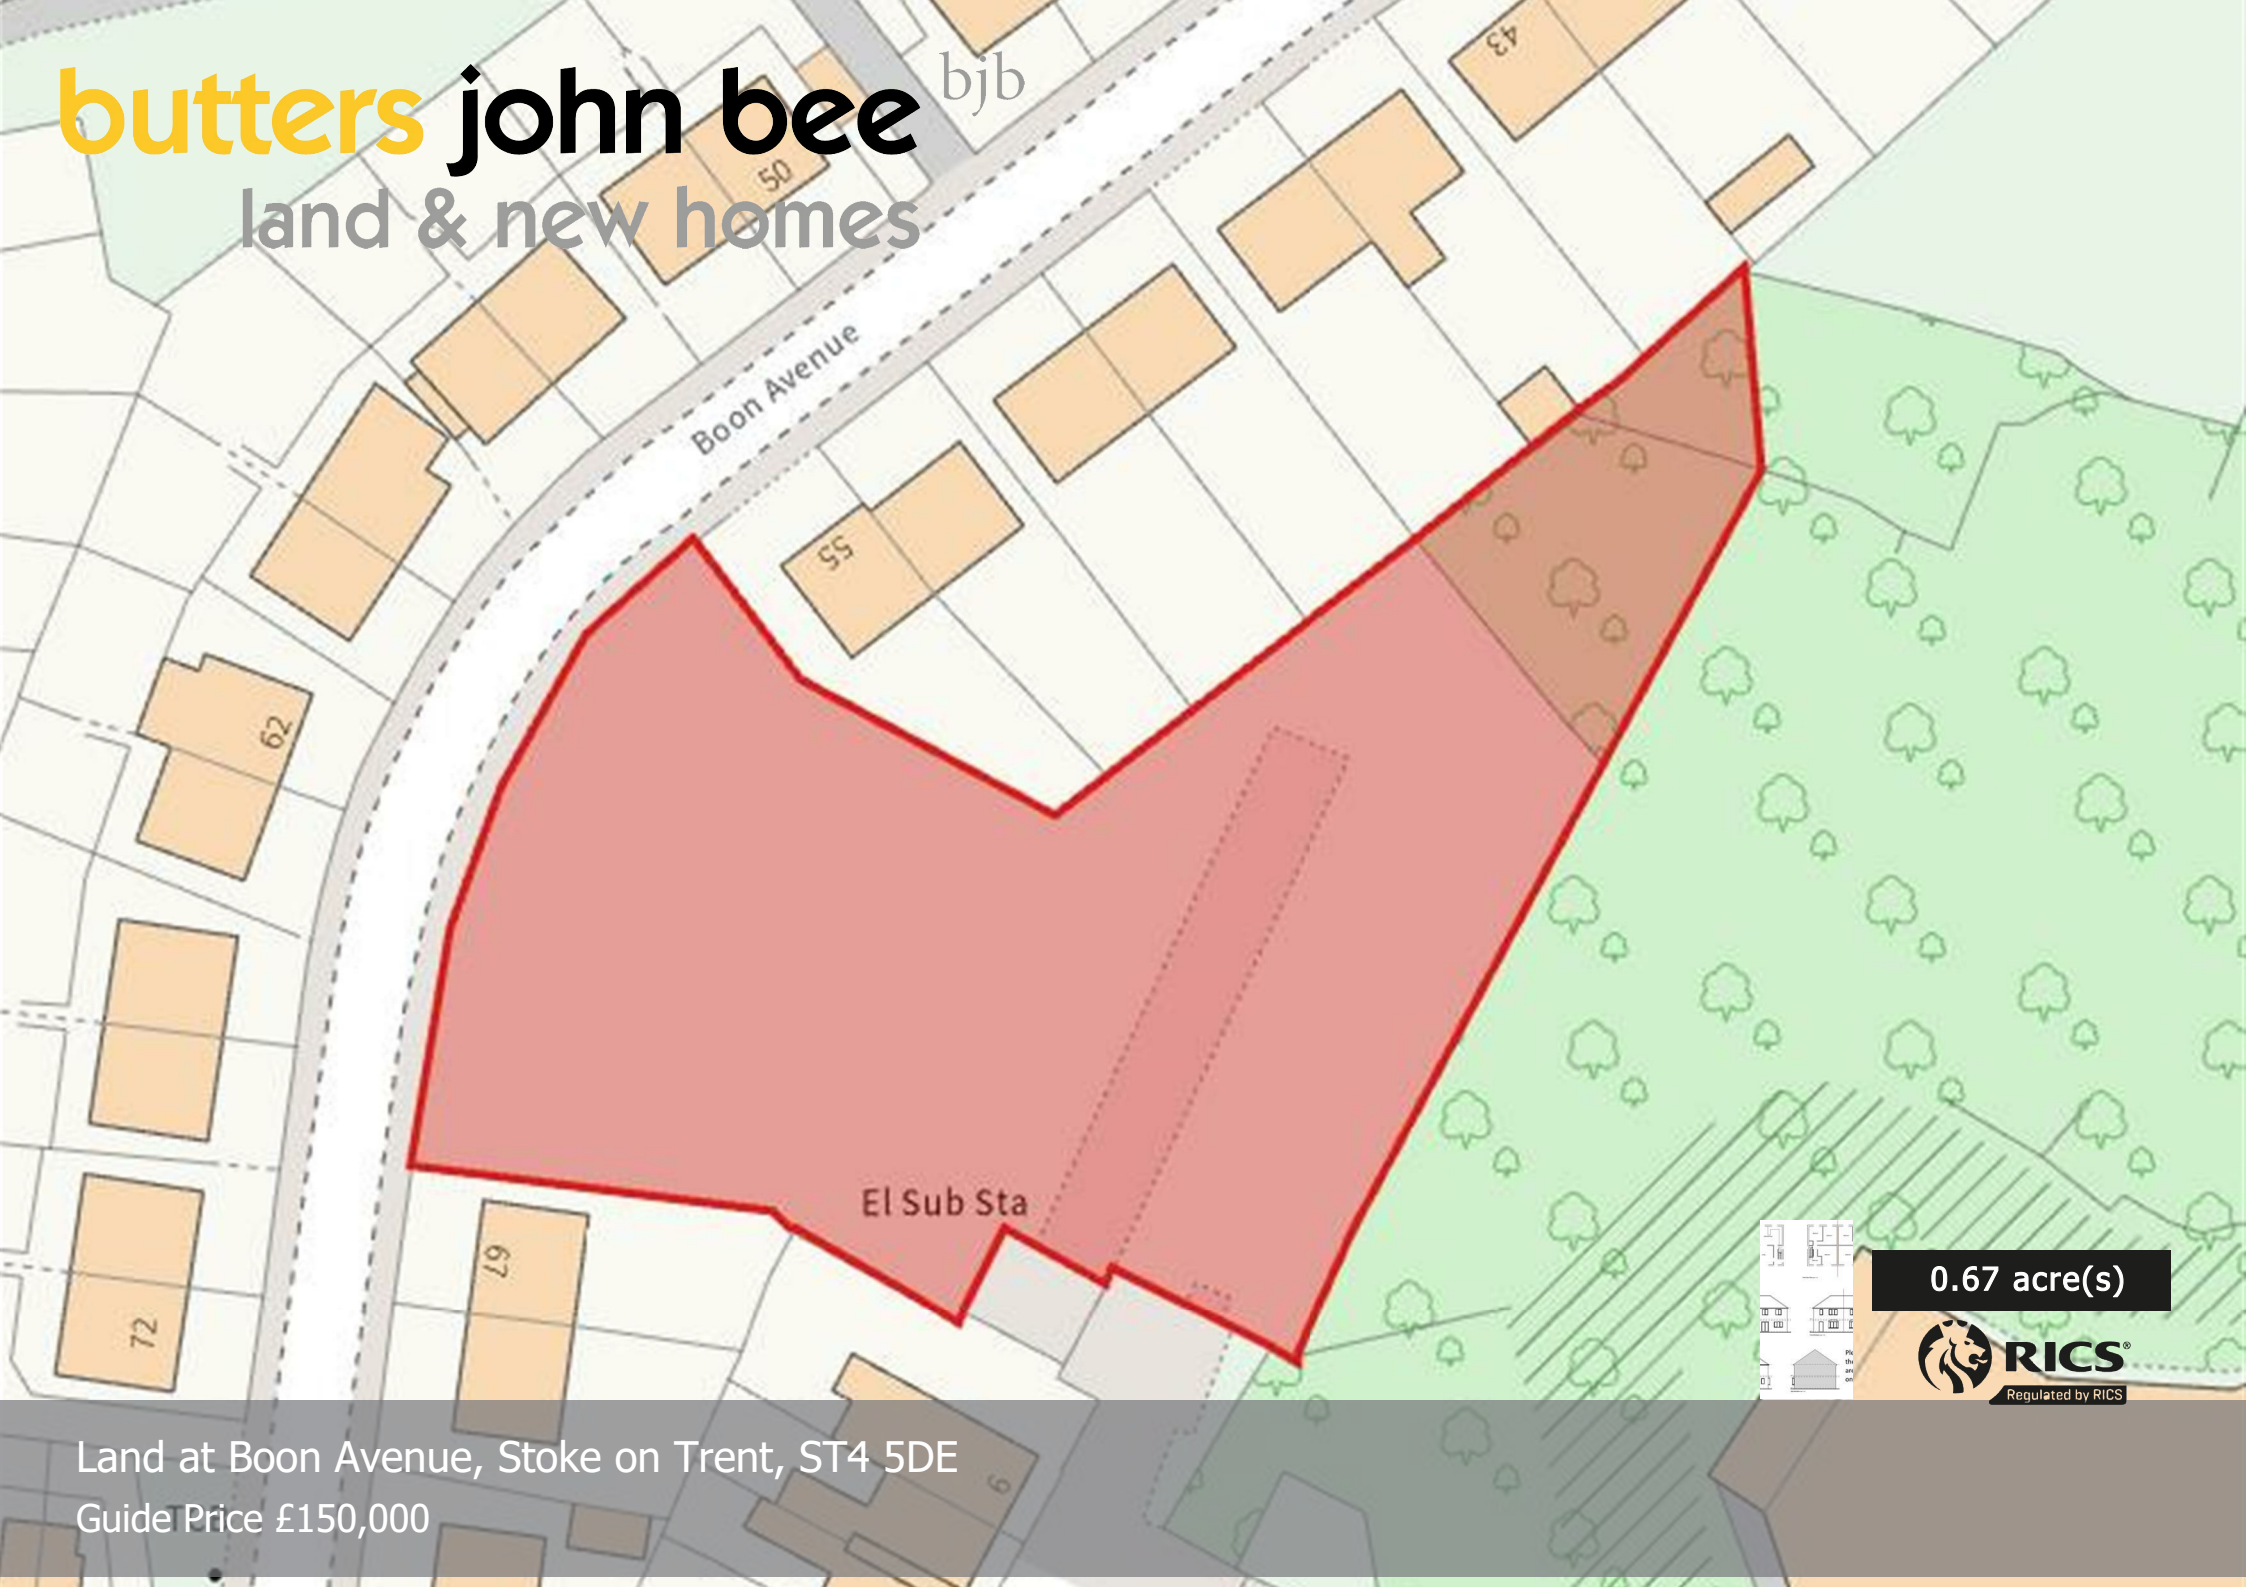 butters john bee bjb
land & new homes
43
50
Boon Avenue
55
62
El Sub Sta
67
72
0.67 acre(s)
RICS®
Regulated by RICS
Land at Boon Avenue, Stoke on Trent, ST4 5DE
9
Guide Price £150,000